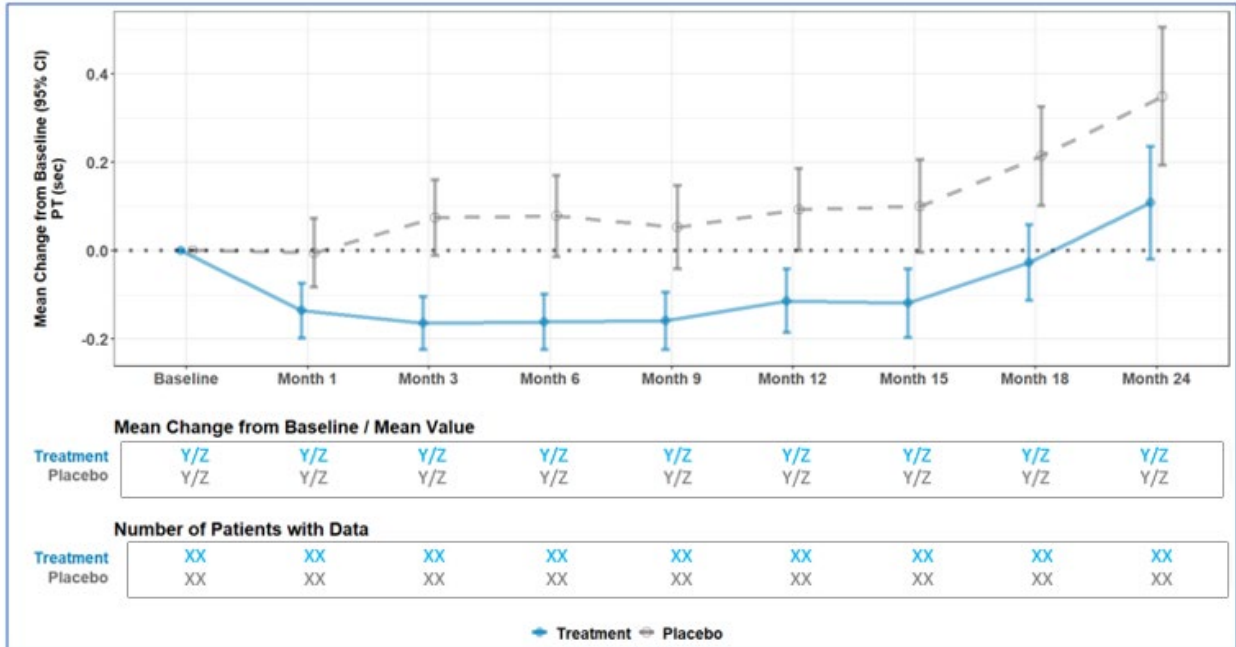 Mean Change from Baseline (95% CI)
PT (sec)
0.4
0.2
0.0
-0.2
Baseline Month 1 Month 3 Month 6 Month 9 Month 12 Month 15 Month 18 Month 24
Mean Change from Baseline / Mean Value
Treatment Y/Z Y/Z Y/Z Y/Z Y/Z Y/Z Y/Z Y/Z Y/Z
Placebo Y/Z Y/Z Y/Z Y/Z Y/Z Y/Z Y/Z Y/Z Y/Z
Number of Patients with Data
Treatment XX XX XX XX XX XX XX XX XX
Placebo XX XX XX XX XX XX XX XX XX
Treatment Placebo